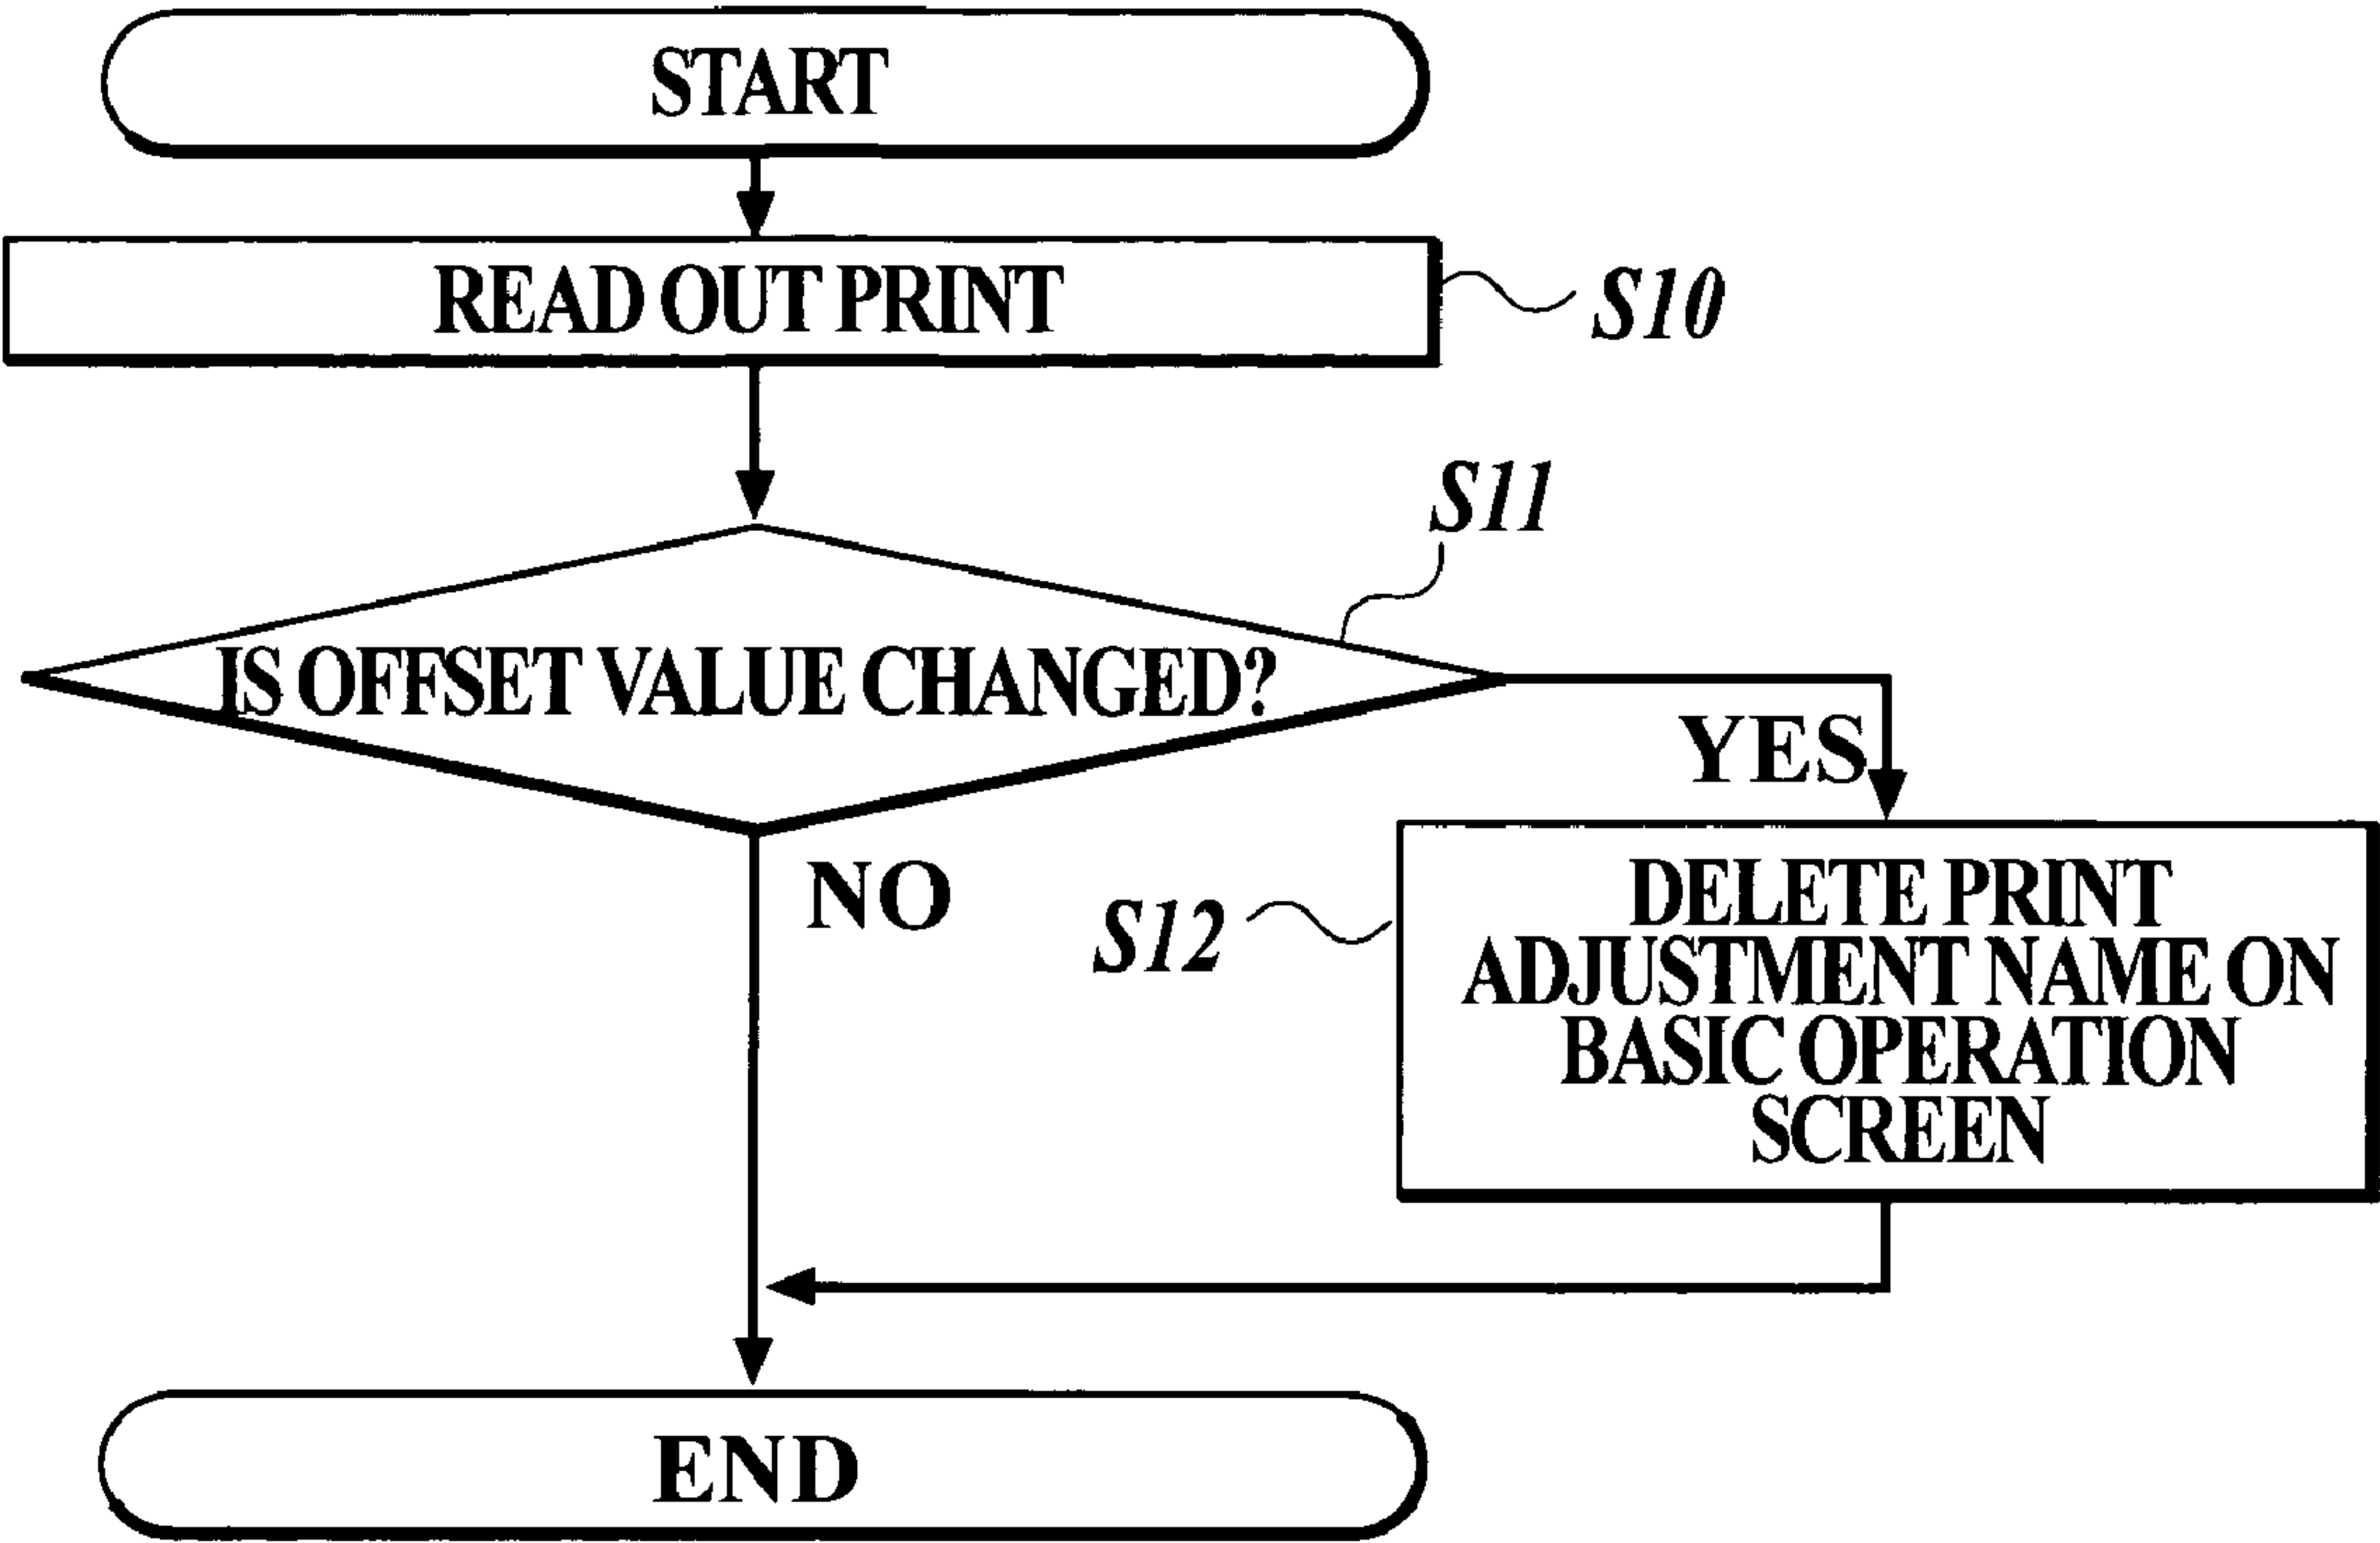 START
READ OUT PRINT
S10
S11
IS OFFSET VALUE CHANGED?
YES
NO
S12
DELETE PRINT
ADJUSTMENT NAME ON
BASIC OPERATION
SCREEN
END